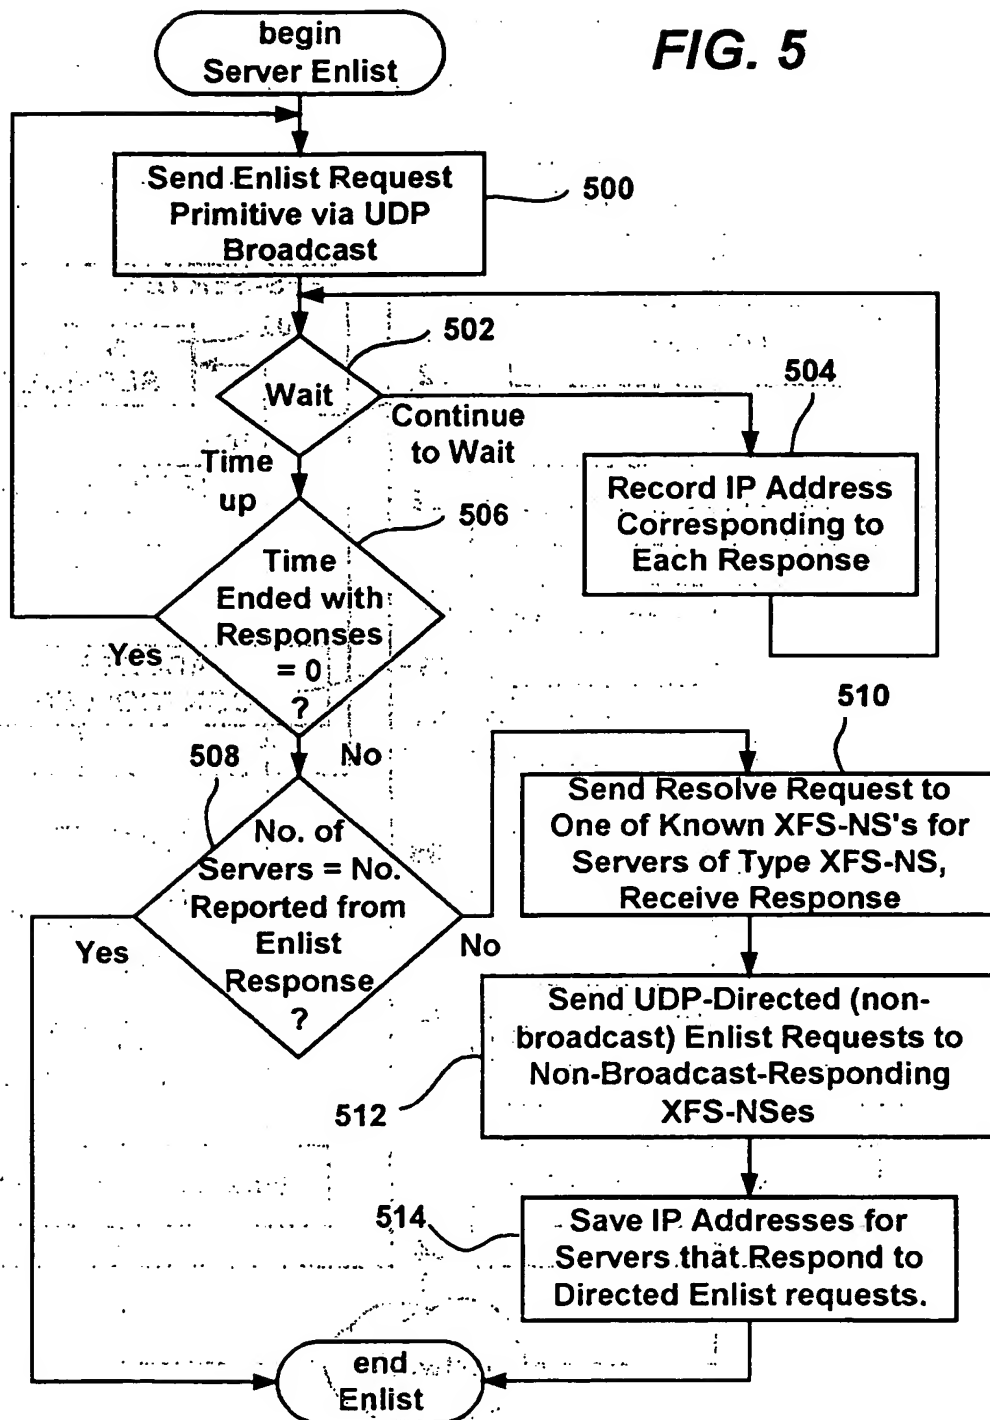 begin
Server Enlist
FIG. 5
Send Enlist Request
Primitive via UDP
Broadcast
500
502
Wait
Continue
to Wait
504
Record IP Address
Corresponding to
Each Response
Time
up
506
Time
Ended with
Responses
= 0
?
Yes
No
508
No. of
Servers = No.
Reported from
Enlist
Response
?
Yes
No
510
Send Resolve Request to
One of Known XFS-NS's for
Servers of Type XFS-NS,
Receive Response
Send UDP-Directed (non-
broadcast) Enlist Requests to
Non-Broadcast-Responding
XFS-NSes
512
514
Save IP Addresses for
Servers that Respond to
Directed Enlist requests.
end
Enlist